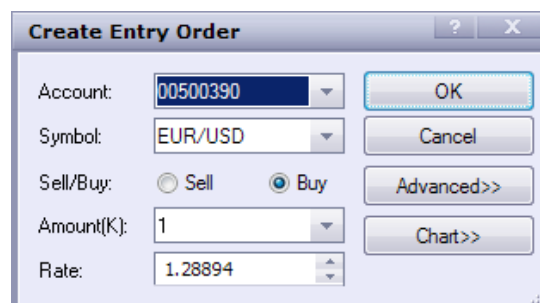 Create Entry Order ? X
Account: 00500390 OK
Symbol: EUR/USD Cancel
Sell/Buy: Sell Buy Advanced>>
Amount(K): 1 Chart>>
Rate: 1.28894